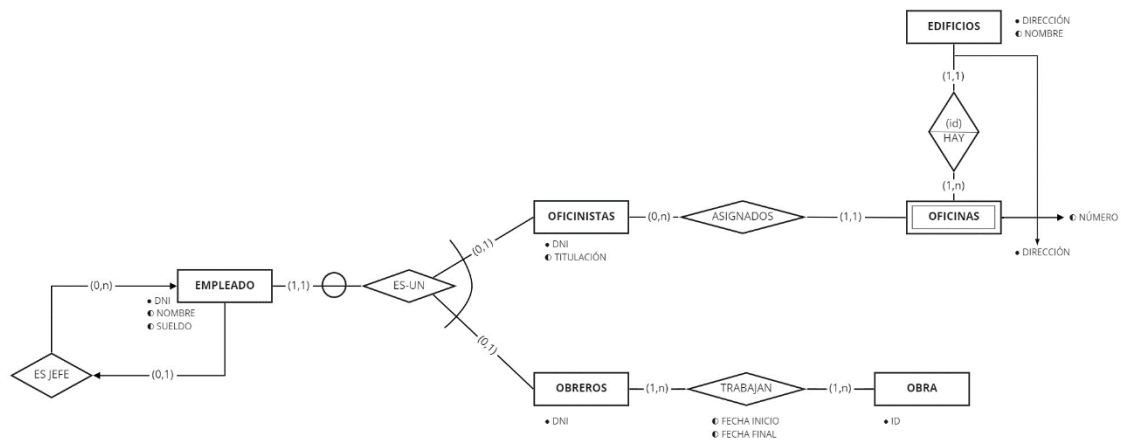 EDIFICIOS
● DIRECCIÓN
◐ NOMBRE
(1,1)
(id)
HAY
(1,n)
OFICINISTAS
(0,n)
ASIGNADOS
(1,1)
OFICINAS
◐ NÚMERO
● DNI
◐ TITULACIÓN
● DIRECCIÓN
(0,1)
(0,n)
EMPLEADO
(1,1)
ES-UN
● DNI
◐ NOMBRE
◐ SUELDO
(0,1)
ES JEFE
(0,1)
OBREROS
(1,n)
TRABAJAN
(1,n)
OBRA
● DNI
◐ FECHA INICIO
◐ FECHA FINAL
● ID